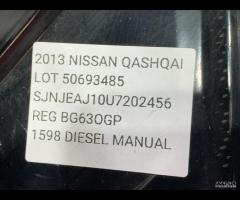 2013 NISSAN QASHQAI
LOT 50693485
SJNJEAJ10U7202456
REG BG63OGP
1598 DIESEL MANUAL